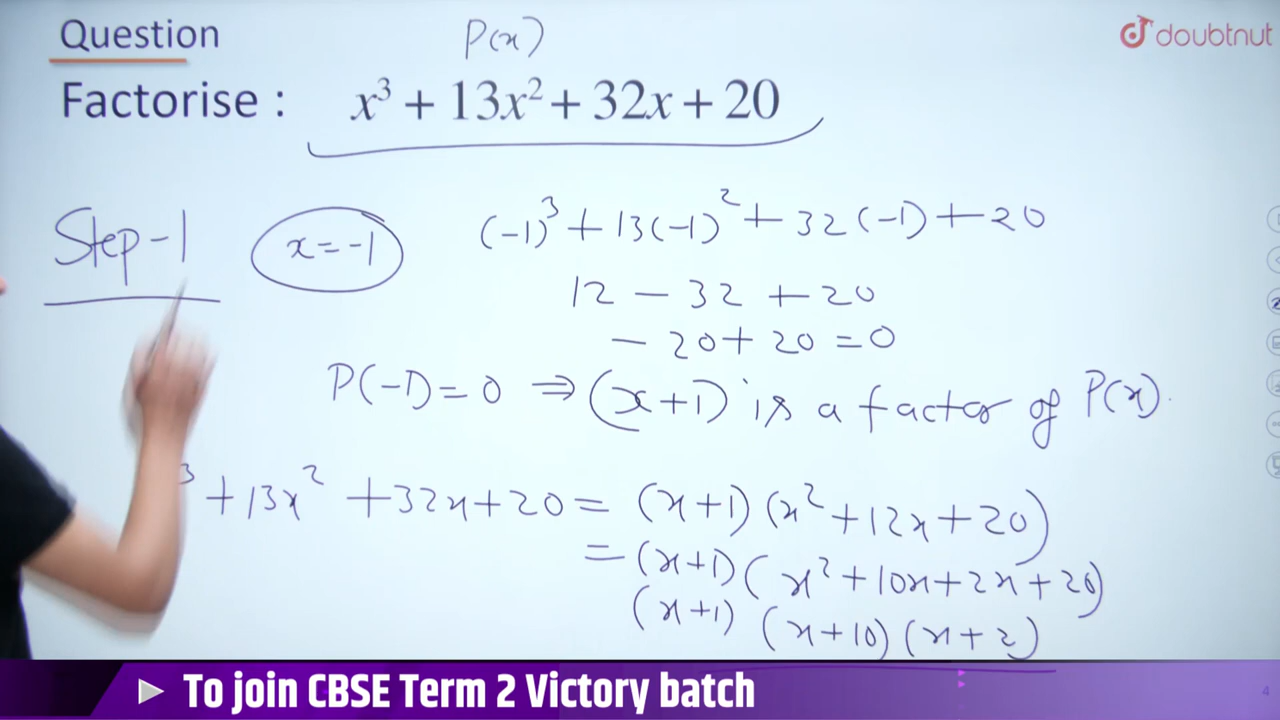 Question
P(x)
doubtnut
Factorise : x³ + 13x² + 32x + 20
Step-1
x=-1
(-1)³ + 13(-1)² + 32(-1) + 20
12 - 32 + 20
- 20 + 20 = 0
P(-1) = 0 ⇒ (x+1) is a factor of P(x).
³ + 13x² + 32x + 20 = (x+1) (x² + 12x + 20)
= (x+1) (x² + 10x + 2x + 20)
(x+1) (x+10) (x+2)
To join CBSE Term 2 Victory batch
4